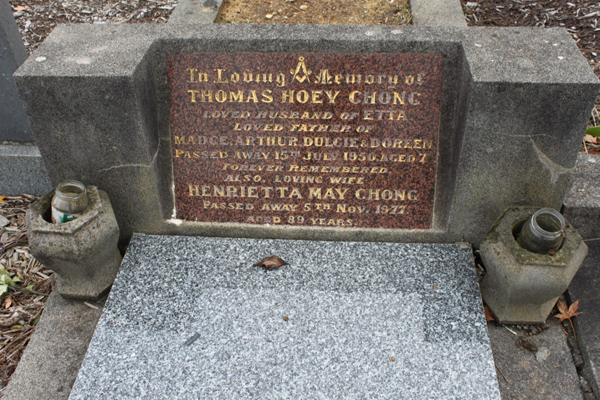 In Loving Memory of
THOMAS HOEY CHONG
LOVED HUSBAND OF ETTA
LOVED FATHER OF
MADGE, ARTHUR, DULCIE & DOREEN
PASSED AWAY 15TH JULY 1950, AGED 7
FOREVER REMEMBERED
ALSO, LOVING WIFE
HENRIETTA MAY CHONG
PASSED AWAY 5TH NOV. 1977
AGED 89 YEARS